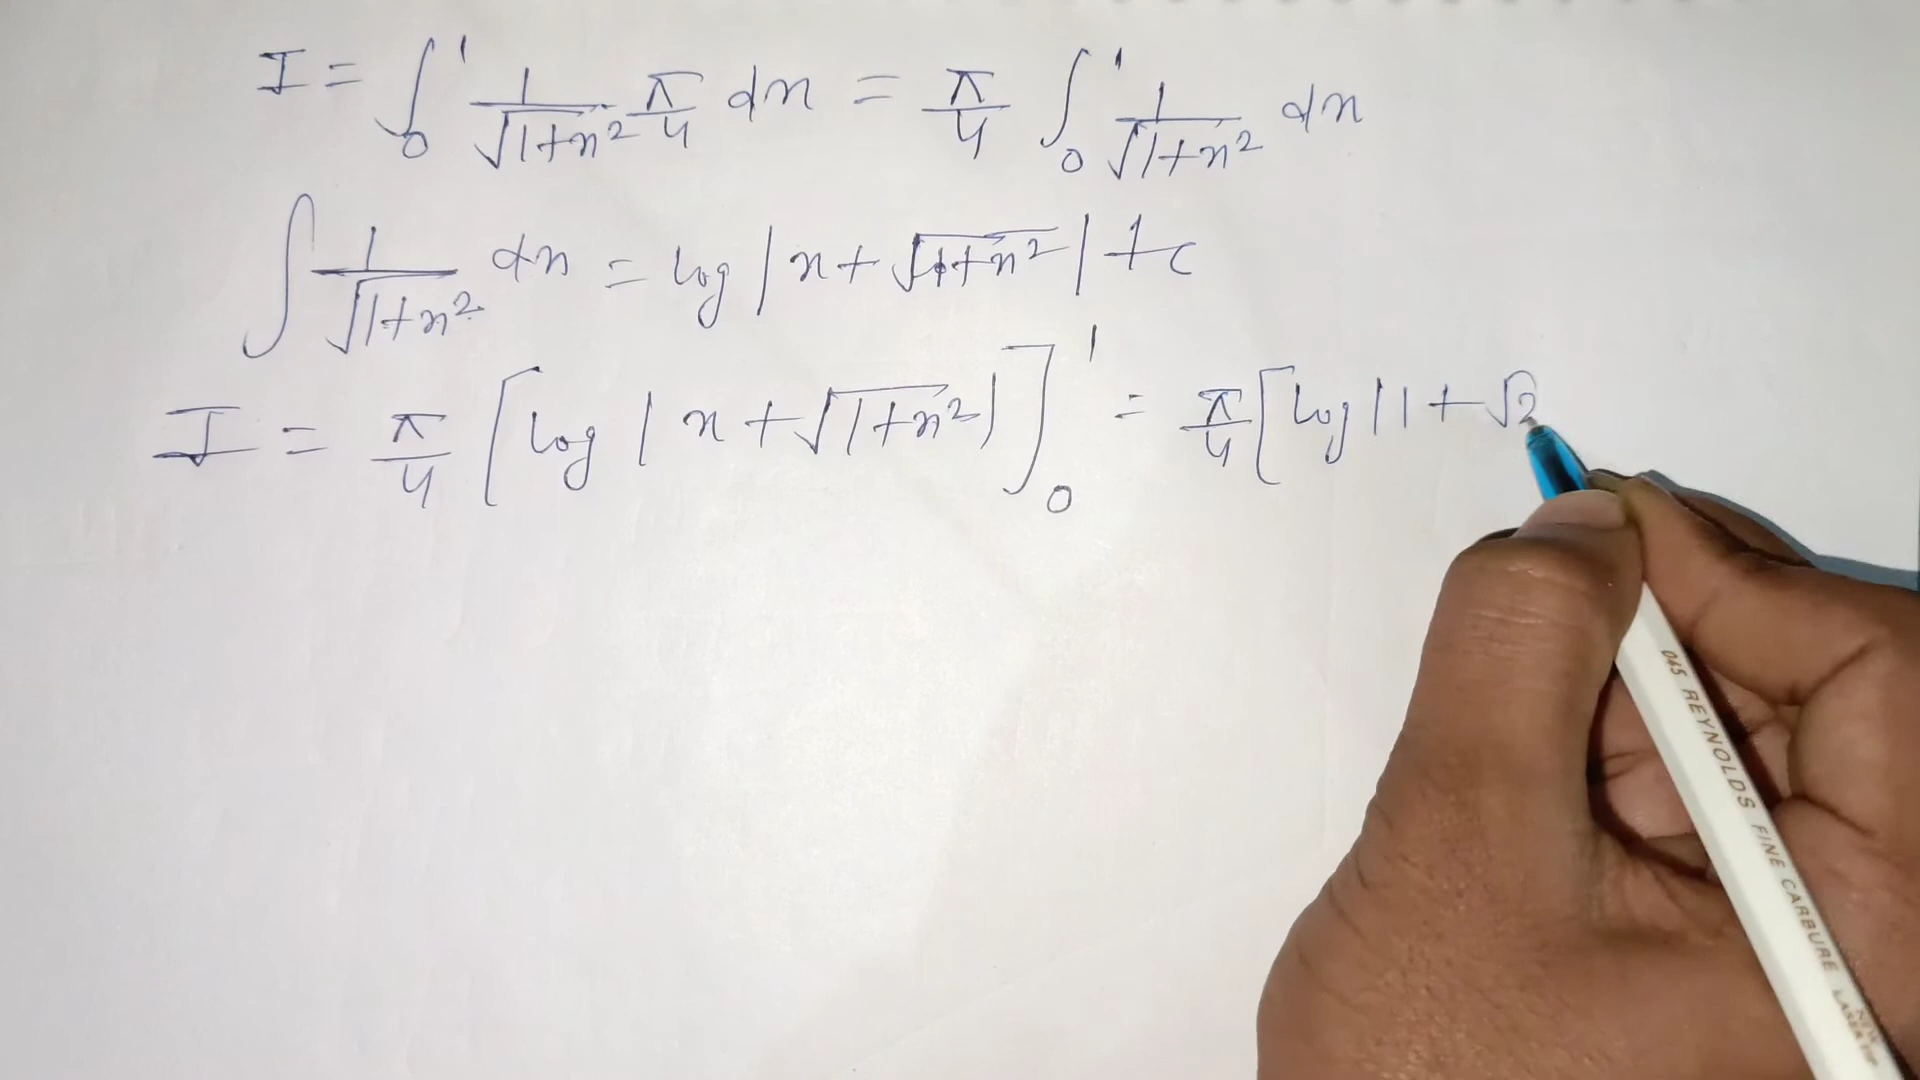 I = ∫₀¹ 1/√(1+x²) π/4 dx = π/4 ∫₀¹ 1/√(1+x²) dx
∫ 1/√(1+x²) dx = log |x + √(1+x²)| + c
I = π/4 [log |x + √(1+x²)|]₀¹ = π/4 [log |1 + √2
045 REYNOLDS FINE CARBURE